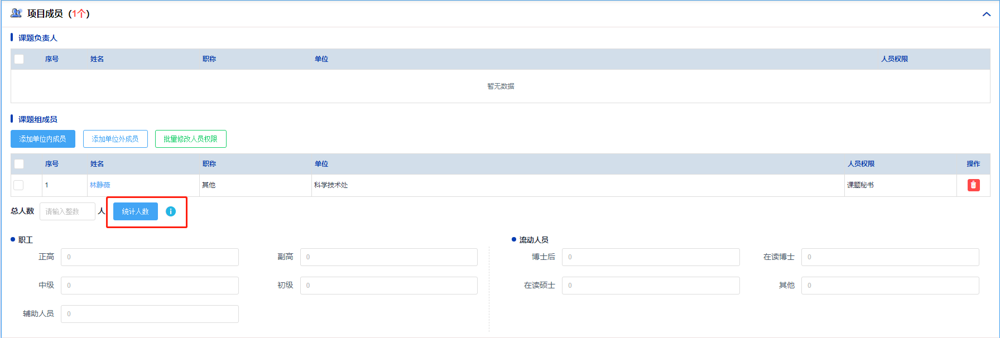 项目成员（1个）
课题负责人
序号 姓名 职称 单位 人员权限
暂无数据
课题组成员
添加单位内成员 添加单位外成员 批量修改人员权限
序号 姓名 职称 单位 人员权限 操作
1 林静薇 其他 科学技术处 课题秘书
总人数 请输入整数 人 统计人数 i
职工 流动人员
正高 0 副高 0 博士后 0 在读博士 0
中级 0 初级 0 在读硕士 0 其他 0
辅助人员 0